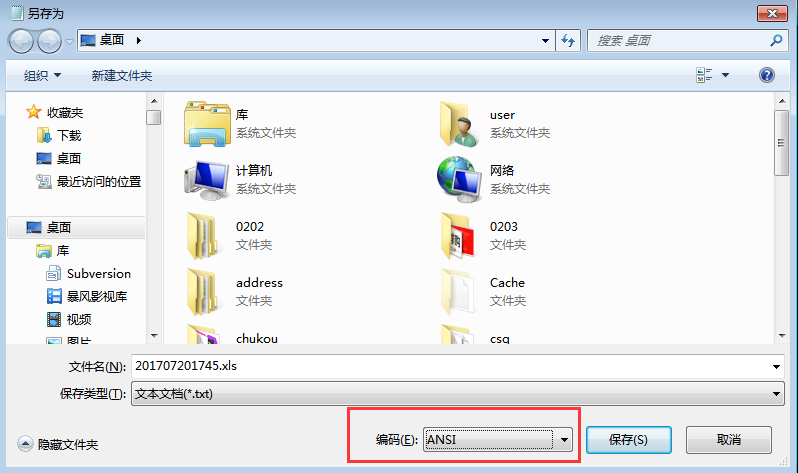 另存为
桌面
搜索 桌面
组织 新建文件夹
收藏夹
下载
桌面
最近访问的位置
桌面
库
Subversion
暴风影视库
视频
图片
库
系统文件夹
user
系统文件夹
计算机
系统文件夹
网络
系统文件夹
0202
文件夹
0203
文件夹
address
文件夹
Cache
文件夹
chukou
csg
文件名(N): 201707201745.xls
保存类型(T): 文本文档(*.txt)
隐藏文件夹 编码(E): ANSI 保存(S) 取消